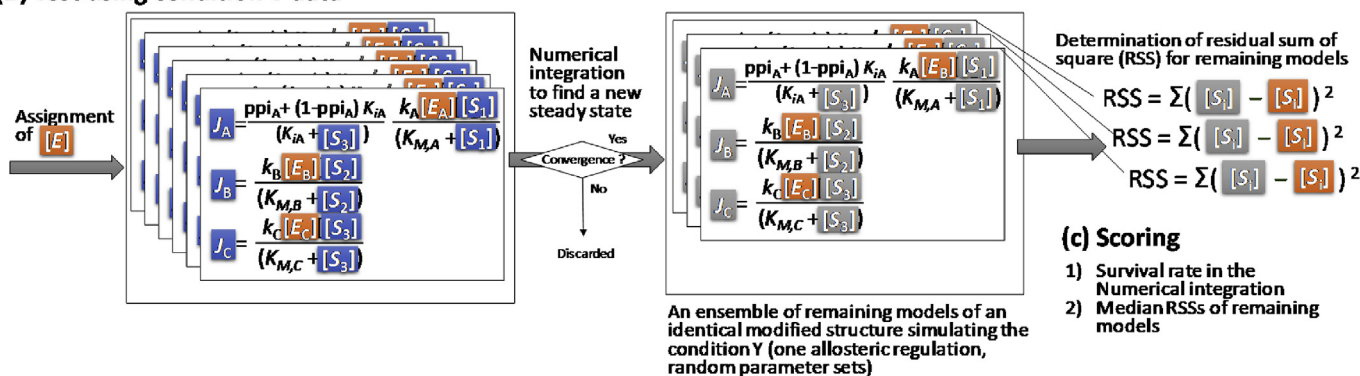 (b) Test using condition Y data
Assignment
of [E]
J_A = ppi_A + (1-ppi_A) K_iA / (K_iA + [S_3]) k_A[E_A][S_1] / (K_M,A + [S_1])
J_B = k_B[E_B][S_2] / (K_M,B + [S_2])
J_C = k_C[E_C][S_3] / (K_M,C + [S_3])
Numerical
integration
to find a new
steady state
Yes
Convergence ?
No
Discarded
J_A = ppi_A + (1-ppi_A) K_iA / (K_iA + [S_3]) k_A[E_B][S_1] / (K_M,A + [S_1])
J_B = k_B[E_B][S_2] / (K_M,B + [S_2])
J_C = k_C[E_C][S_3] / (K_M,C + [S_3])
An ensemble of remaining models of an
identical modified structure simulating the
condition Y (one allosteric regulation,
random parameter sets)
Determination of residual sum of
square (RSS) for remaining models
RSS = Σ( [S_i] – [S_i] )²
RSS = Σ( [S_i] – [S_i] )²
RSS = Σ( [S_i] – [S_i] )²
(c) Scoring
1) Survival rate in the
Numerical integration
2) Median RSSs of remaining
models